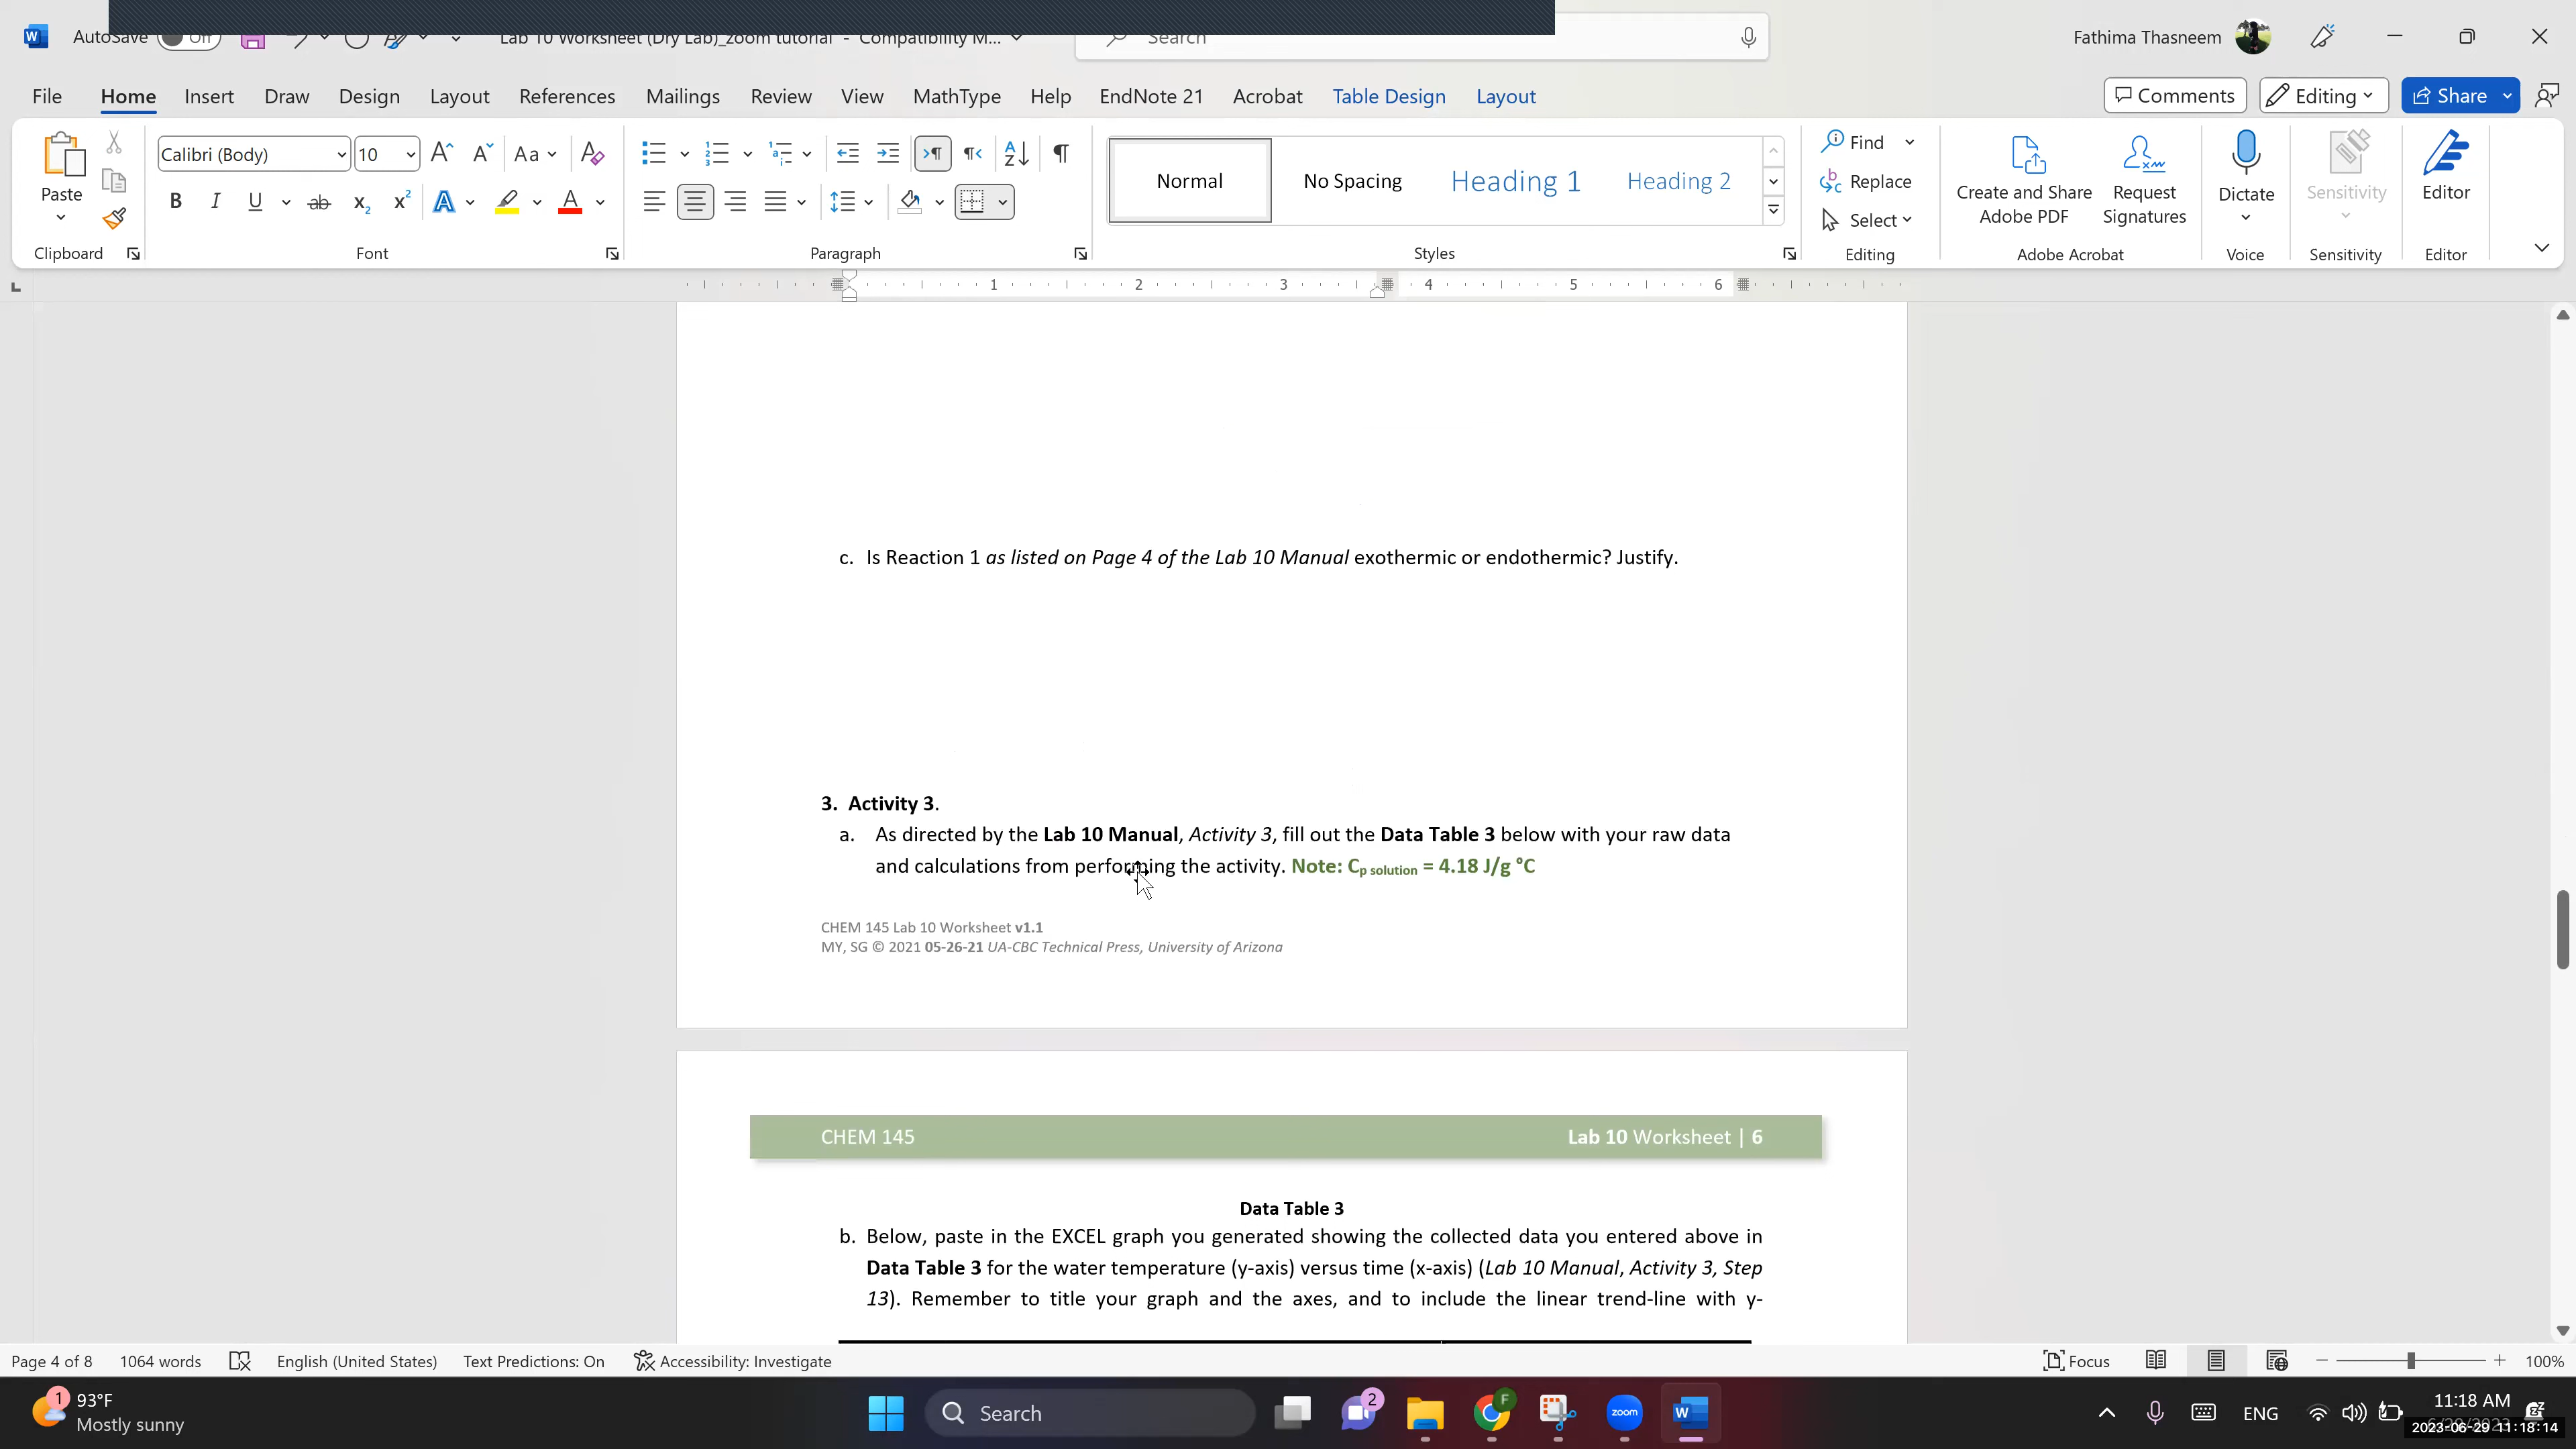 AutoSave Off Lab 10 Worksheet (Dry Lab)_zoom tutorial - Compatibility M... Search Fathima Thasneem
File Home Insert Draw Design Layout References Mailings Review View MathType Help EndNote 21 Acrobat Table Design Layout Comments Editing Share
Calibri (Body) 10 Normal No Spacing Heading 1 Heading 2 Find
Paste Replace Create and Share Adobe PDF Request Signatures Dictate Sensitivity Editor
Select
Clipboard Font Paragraph Styles Editing Adobe Acrobat Voice Sensitivity Editor
1 2 3 4 5 6
c. Is Reaction 1 as listed on Page 4 of the Lab 10 Manual exothermic or endothermic? Justify.
3. Activity 3.
a. As directed by the Lab 10 Manual, Activity 3, fill out the Data Table 3 below with your raw data
and calculations from performing the activity. Note: Cp solution = 4.18 J/g °C
CHEM 145 Lab 10 Worksheet v1.1
MY, SG © 2021 05-26-21 UA-CBC Technical Press, University of Arizona
CHEM 145 Lab 10 Worksheet | 6
Data Table 3
b. Below, paste in the EXCEL graph you generated showing the collected data you entered above in
Data Table 3 for the water temperature (y-axis) versus time (x-axis) (Lab 10 Manual, Activity 3, Step
13). Remember to title your graph and the axes, and to include the linear trend-line with y-
Page 4 of 8 1064 words English (United States) Text Predictions: On Accessibility: Investigate Focus 100%
1 93°F
Mostly sunny
Search 2 F zoom ENG 11:18 AM
2023-06-29 11:18:14